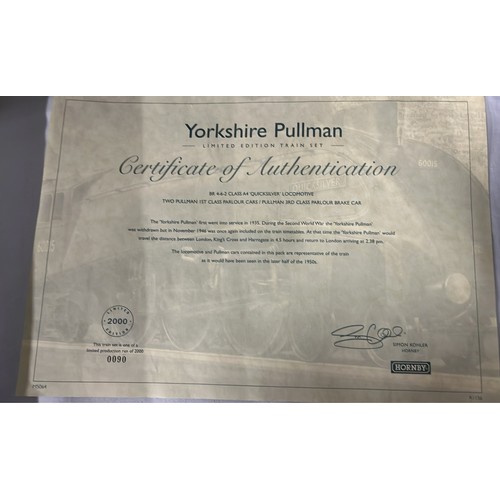 Yorkshire Pullman
LIMITED EDITION TRAIN SET
Certificate of Authentication
BR 4-6-2 CLASS A4 'QUICKSILVER' LOCOMOTIVE
TWO PULLMAN 1ST CLASS PARLOUR CARS / PULLMAN 3RD CLASS PARLOUR BRAKE CAR
The 'Yorkshire Pullman' first went into service in 1935. During the Second World War the 'Yorkshire Pullman'
was withdrawn but in November 1946 was once again included on the train timetables. At that time the 'Yorkshire Pullman' would
travel the distance between London, King's Cross and Harrogate in 4.5 hours and return to London arriving at 2.38 pm.
The locomotive and Pullman cars contained in this pack are representative of the train
as it would have been seen in the later half of the 1950s.
LIMITED
2000
EDITION
This train set is one of a
limited production run of 2000
0090
SIMON KOHLER
HORNBY
HORNBY